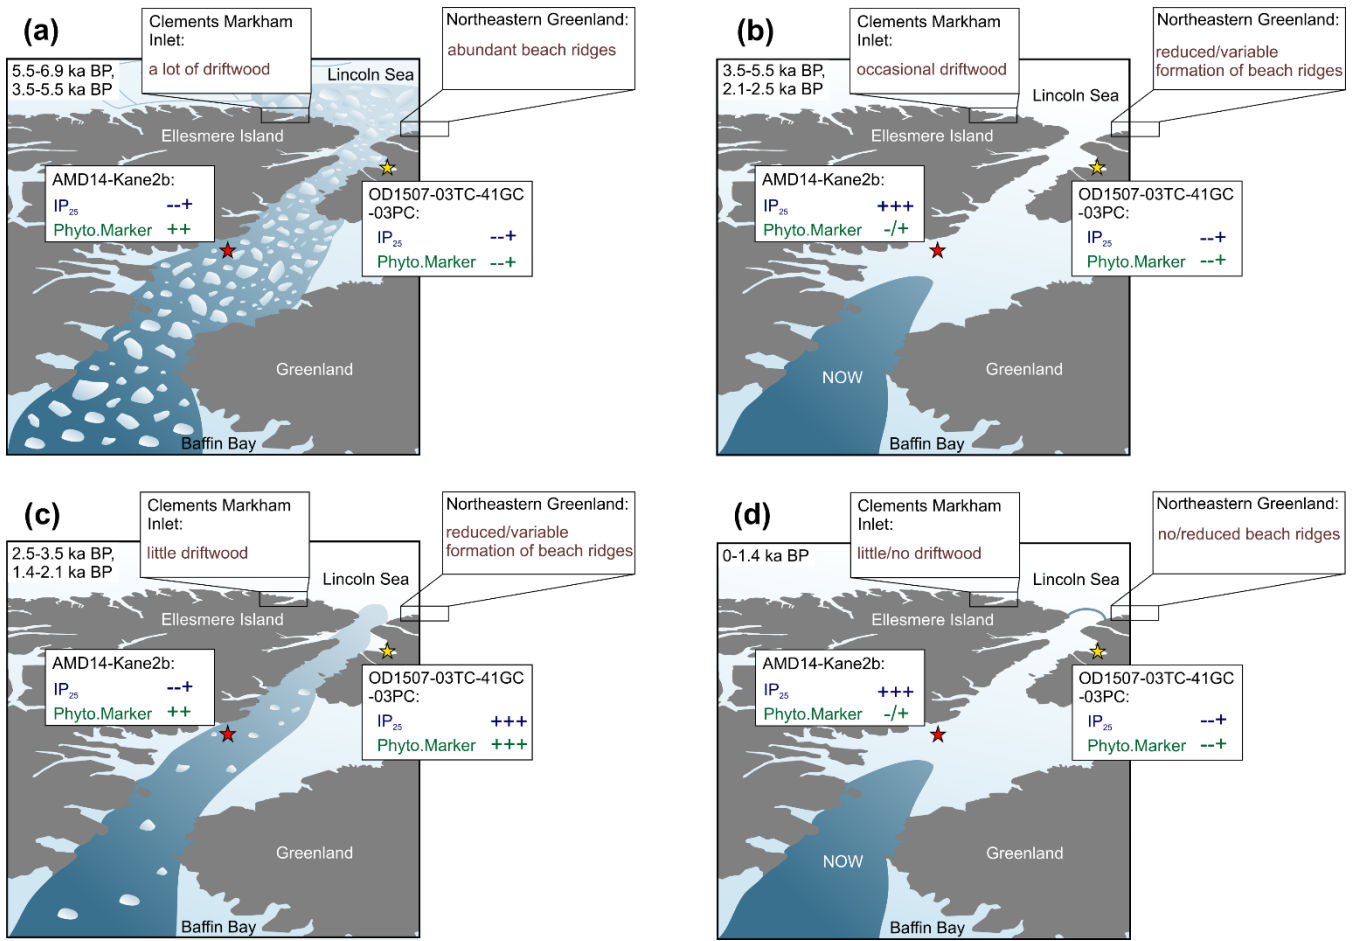 (a)
Clements Markham
Inlet:
a lot of driftwood
Northeastern Greenland:
abundant beach ridges
5.5-6.9 ka BP,
3.5-5.5 ka BP
Lincoln Sea
Ellesmere Island
AMD14-Kane2b:
IP25 --+
Phyto.Marker ++
OD1507-03TC-41GC
-03PC:
IP25 --+
Phyto.Marker --+
Greenland
Baffin Bay
(b)
Clements Markham
Inlet:
occasional driftwood
Northeastern Greenland:
reduced/variable
formation of beach ridges
3.5-5.5 ka BP,
2.1-2.5 ka BP
Lincoln Sea
Ellesmere Island
AMD14-Kane2b:
IP25 +++
Phyto.Marker -/+
OD1507-03TC-41GC
-03PC:
IP25 --+
Phyto.Marker --+
NOW
Greenland
Baffin Bay
(c)
Clements Markham
Inlet:
little driftwood
Northeastern Greenland:
reduced/variable
formation of beach ridges
2.5-3.5 ka BP,
1.4-2.1 ka BP
Lincoln Sea
Ellesmere Island
AMD14-Kane2b:
IP25 --+
Phyto.Marker ++
OD1507-03TC-41GC
-03PC:
IP25 +++
Phyto.Marker +++
Greenland
Baffin Bay
(d)
Clements Markham
Inlet:
little/no driftwood
Northeastern Greenland:
no/reduced beach ridges
0-1.4 ka BP
Lincoln Sea
Ellesmere Island
AMD14-Kane2b:
IP25 +++
Phyto.Marker -/+
OD1507-03TC-41GC
-03PC:
IP25 --+
Phyto.Marker --+
NOW
Greenland
Baffin Bay